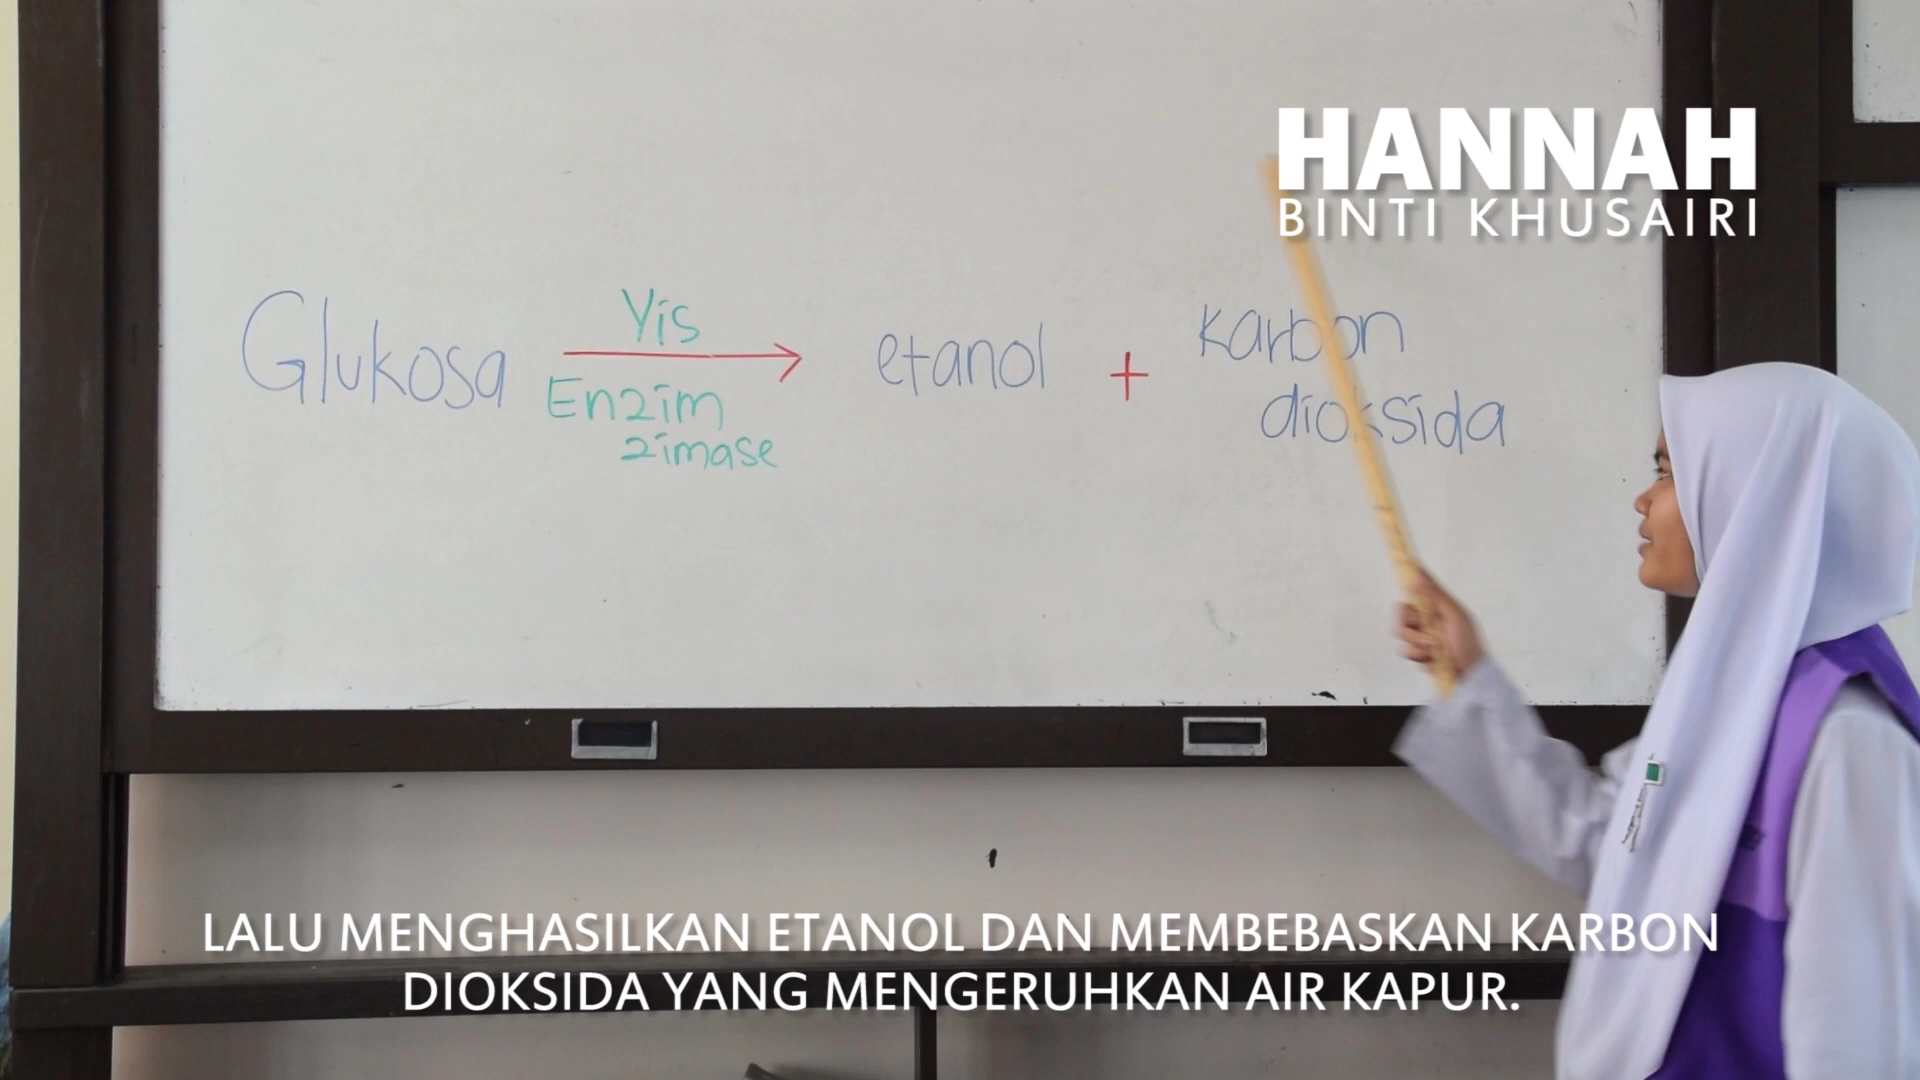 HANNAH
BINTI KHUSAIRI
Glukosa Yis etanol + karbon
Enzim dioksida
zimase
LALU MENGHASILKAN ETANOL DAN MEMBEBASKAN KARBON
DIOKSIDA YANG MENGERUHKAN AIR KAPUR.